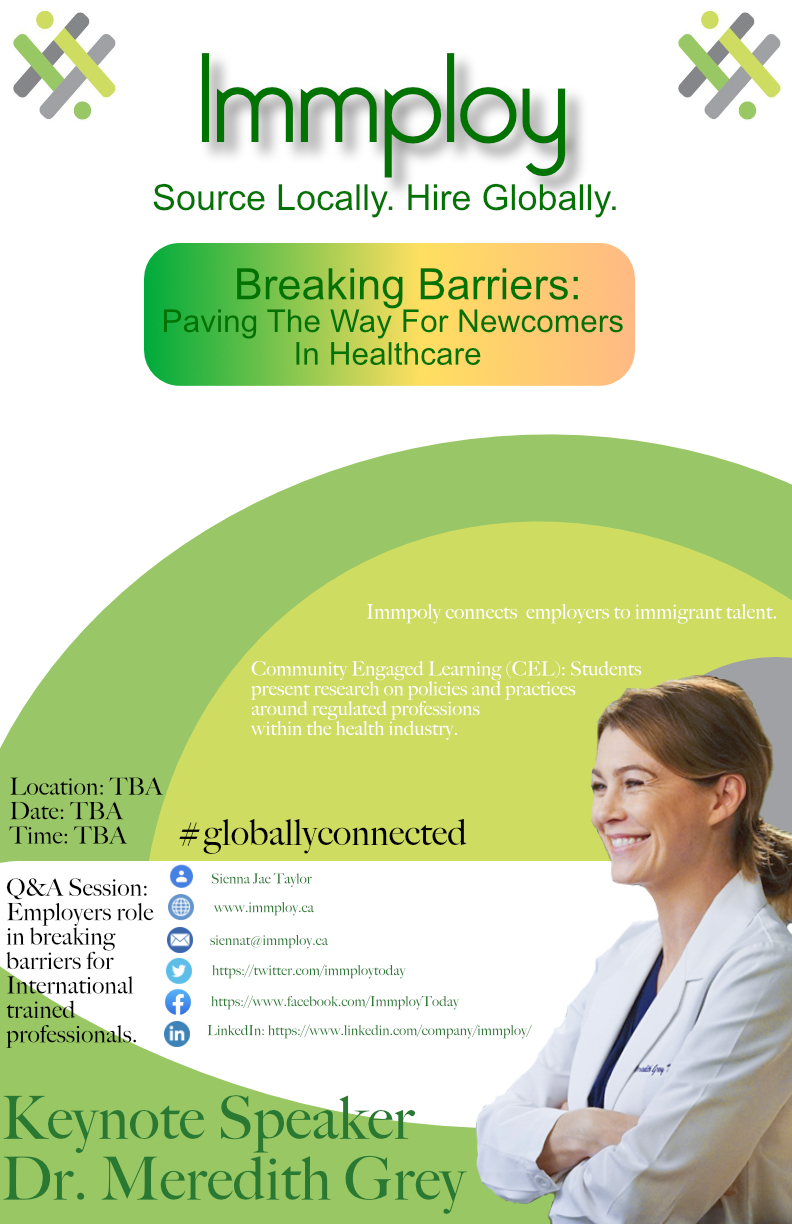 Immploy
Source Locally. Hire Globally.
Breaking Barriers:
Paving The Way For Newcomers
In Healthcare
Immpoly connects employers to immigrant talent.
Community Engaged Learning (CEL): Students
present research on policies and practices
around regulated professions
within the health industry.
Location: TBA
Date: TBA
Time: TBA
#globallyconnected
Q&A Session:
Employers role
in breaking
barriers for
International
trained
professionals.
Sienna Jae Taylor
www.immploy.ca
siennat@immploy.ca
https://twitter.com/immploytoday
https://www.facebook.com/ImmployToday
LinkedIn: https://www.linkedin.com/company/immploy/
Keynote Speaker
Dr. Meredith Grey